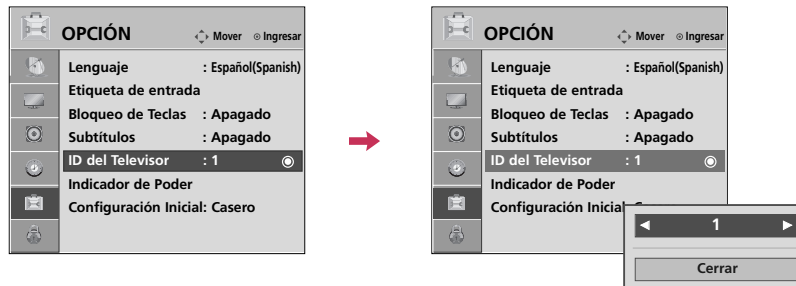 OPCIÓN Mover Ingresar
Lenguaje : Español(Spanish)
Etiqueta de entrada
Bloqueo de Teclas : Apagado
Subtítulos : Apagado
ID del Televisor : 1
Indicador de Poder
Configuración Inicial: Casero
OPCIÓN Mover Ingresar
Lenguaje : Español(Spanish)
Etiqueta de entrada
Bloqueo de Teclas : Apagado
Subtítulos : Apagado
ID del Televisor : 1
Indicador de Poder
Configuración Inicial
1
Cerrar